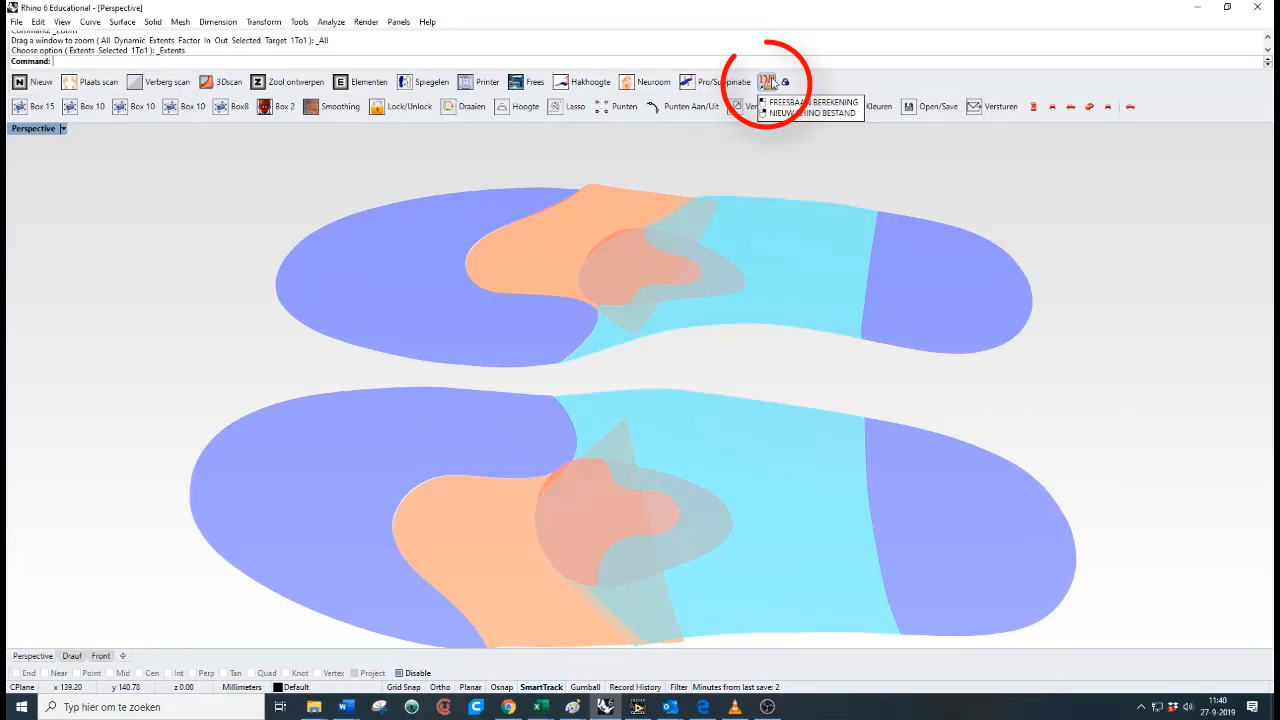 Rhino 6 Educational - [Perspective]
File Edit View Curve Surface Solid Mesh Dimension Transform Tools Analyze Render Panels Help
Drag a window to zoom ( All Dynamic Extents Factor In Out Selected Target 1To1 ): _All
Choose option ( Extents Selected 1To1 ): _Extents
Command:
Nieuw Plaats scan Verberg scan 3Dscan Zool ontwerpen Elementen Spiegelen Printer Frees Hakhoogte Neuroom Pro/Suppinatie
Box 15 Box 10 Box 10 Box 10 Box8 Box 2 Smoothing Lock/Unlock Draaien Hoogte Lasso Punten Punten Aan/Uit Kleuren Open/Save Versturen
FREESBAAN BEREKENING
NIEUW RHINO BESTAND
Perspective
Perspective Drauf Front
End Near Point Mid Cen Int Perp Tan Quad Knot Vertex Project Disable
CPlane x 139.20 y 140.78 z 0.00 Millimeters Default Grid Snap Ortho Planar Osnap SmartTrack Gumball Record History Filter Minutes from last save: 2
Typ hier om te zoeken
11:40
27-9-2019